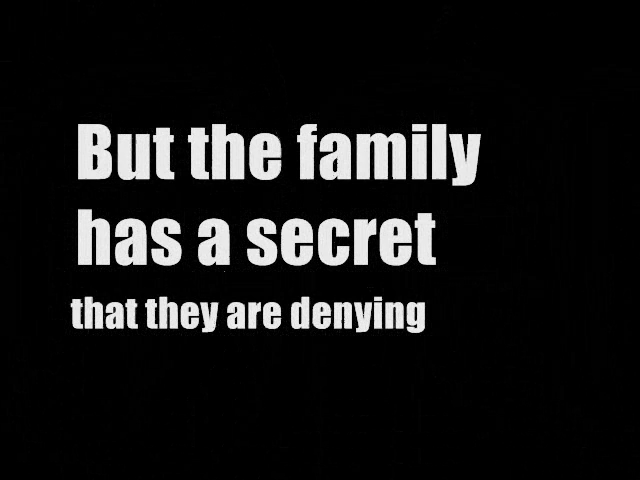 But the family
has a secret
that they are denying